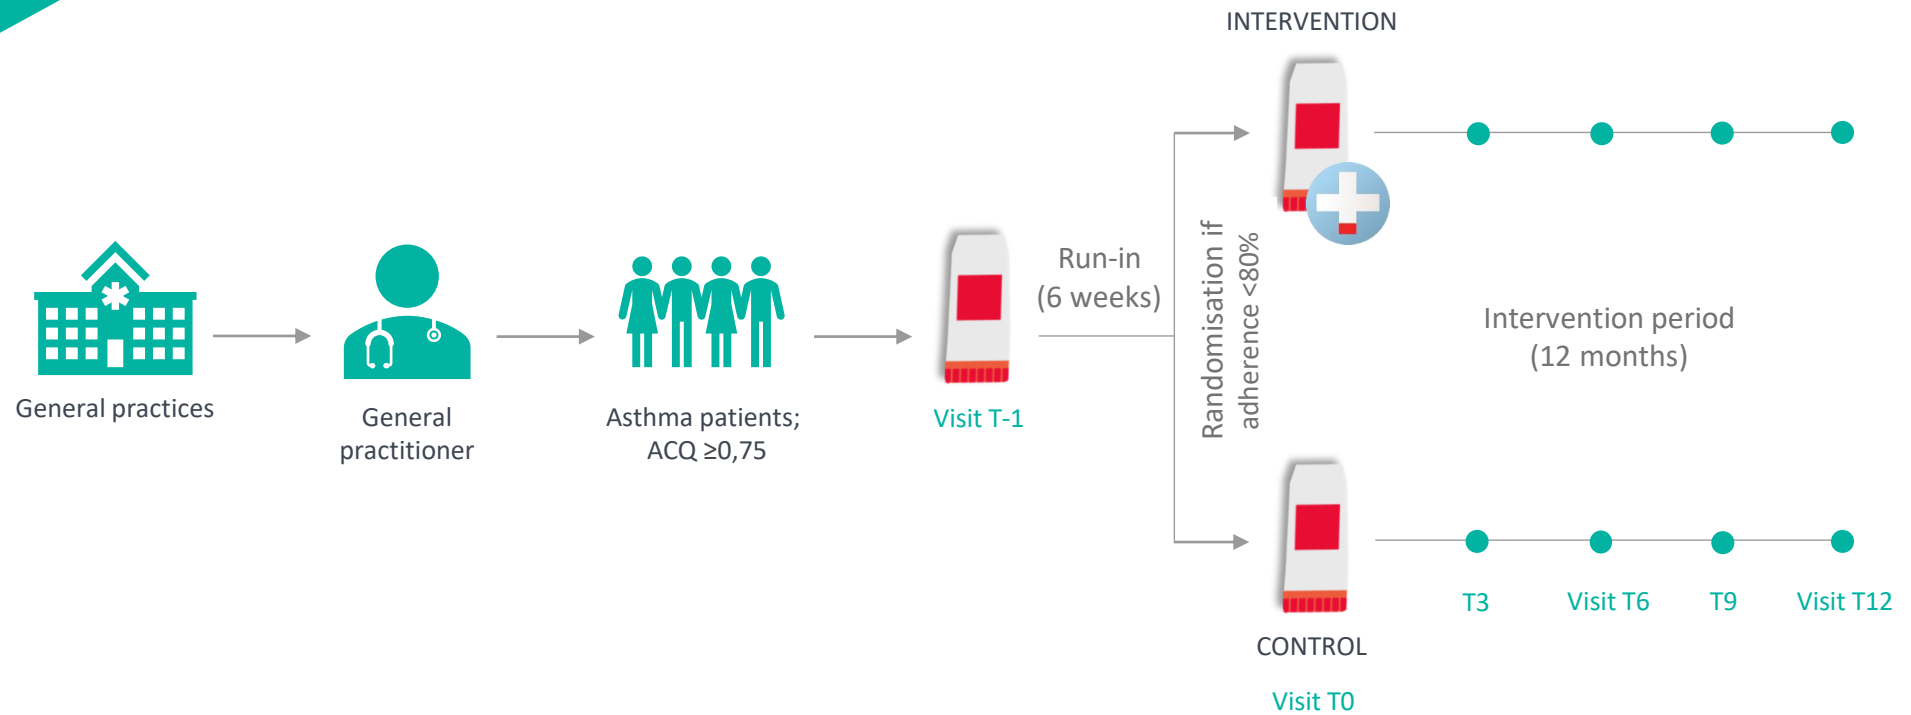 INTERVENTION
General practices
General
practitioner
Asthma patients;
ACQ ≥0,75
Visit T-1
Run-in
(6 weeks)
Randomisation if
adherence <80%
Intervention period
(12 months)
CONTROL
Visit T0
T3
Visit T6
T9
Visit T12